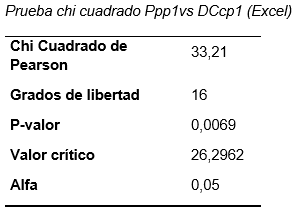 Prueba chi cuadrado Ppp1vs DCcp1 (Excel)
Chi Cuadrado de
Pearson 33,21
Grados de libertad 16
P-valor 0,0069
Valor crítico 26,2962
Alfa 0,05